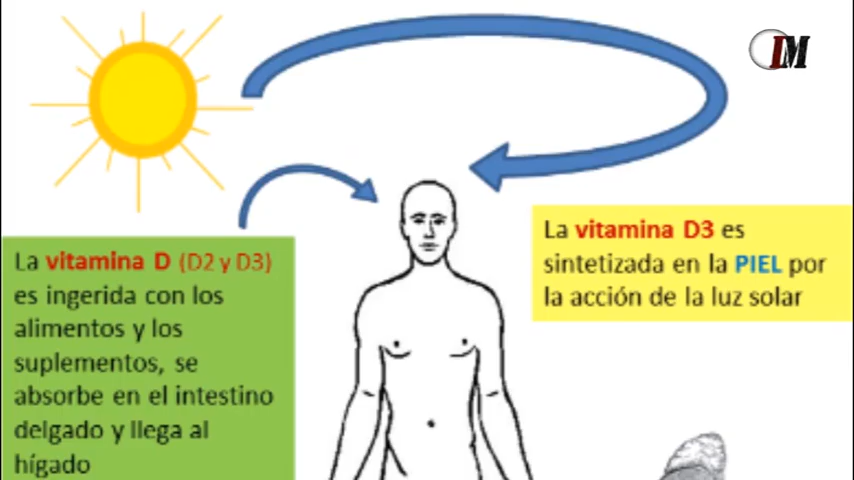 IM
La vitamina D (D2 y D3)
es ingerida con los
alimentos y los
suplementos, se
absorbe en el intestino
delgado y llega al
hígado
La vitamina D3 es
sintetizada en la PIEL por
la acción de la luz solar